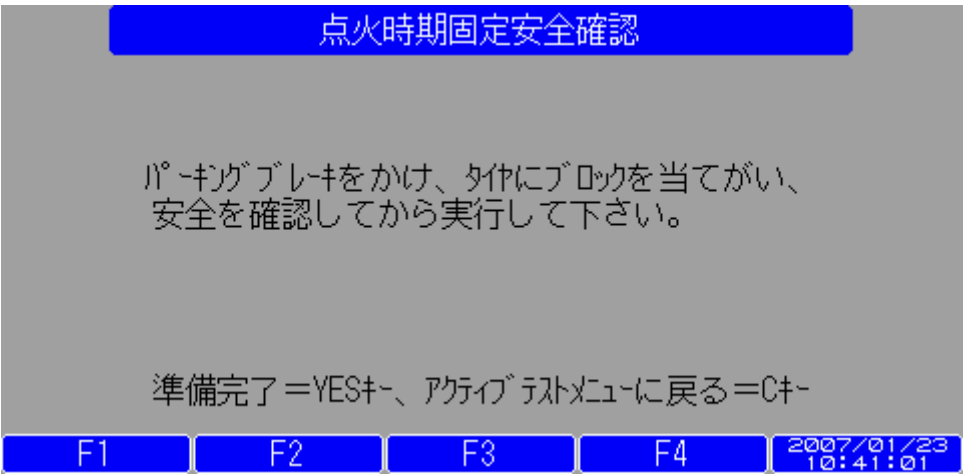 点火時期固定安全確認
ﾊﾟｰｷﾝｸﾞﾌﾞﾚｰｷをかけ、ﾀｲﾔにﾌﾞﾛｯｸを当てがい、
安全を確認してから実行して下さい。
準備完了＝YESｷｰ、ｱｸﾃｨﾌﾞﾃｽﾄﾒﾆｭｰに戻る＝Cｷｰ
F1 F2 F3 F4 2007/01/23
10:41:01